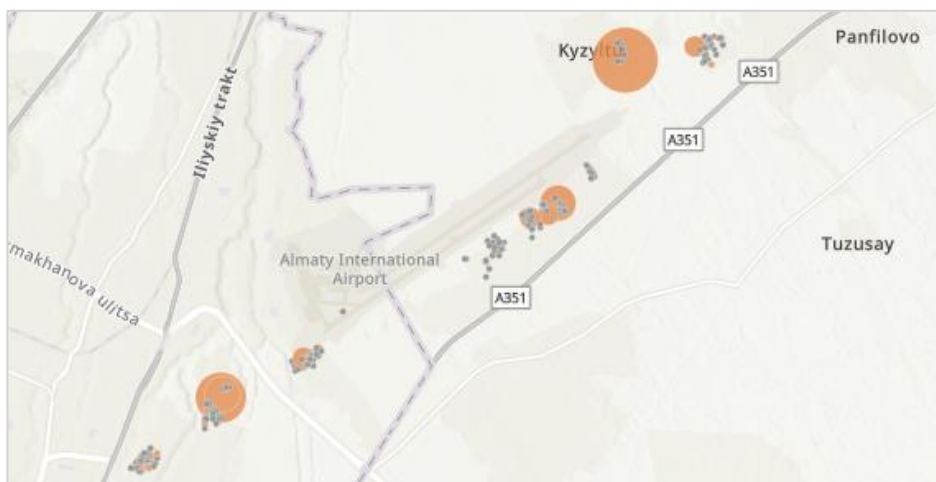 Kyzyltu
Panfilovo
A351
Iliyskiy trakt
A351
Tuzusay
Almaty International
Airport
makhanova ulitsa
A351